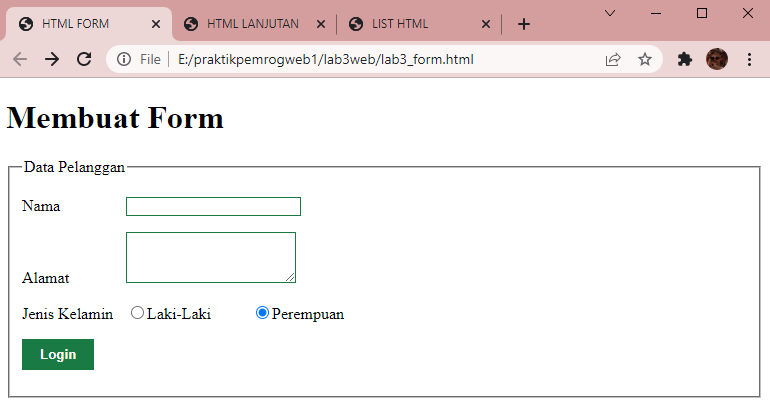 HTML FORM
HTML LANJUTAN
LIST HTML
File
E:/praktikpemrogweb1/lab3web/lab3_form.html
Membuat Form
Data Pelanggan
Nama
Alamat
Jenis Kelamin Laki-Laki Perempuan
Login